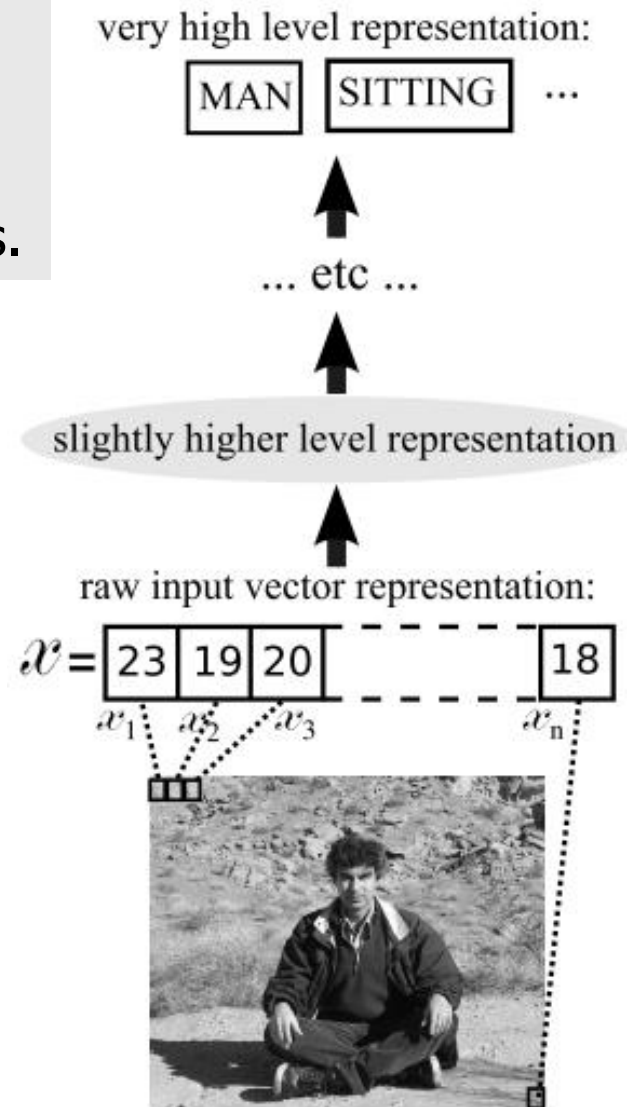 very high level representation:
MAN SITTING ...
s.
... etc ...
slightly higher level representation
raw input vector representation:
x = 23 19 20 18
x1 x2 x3 xn